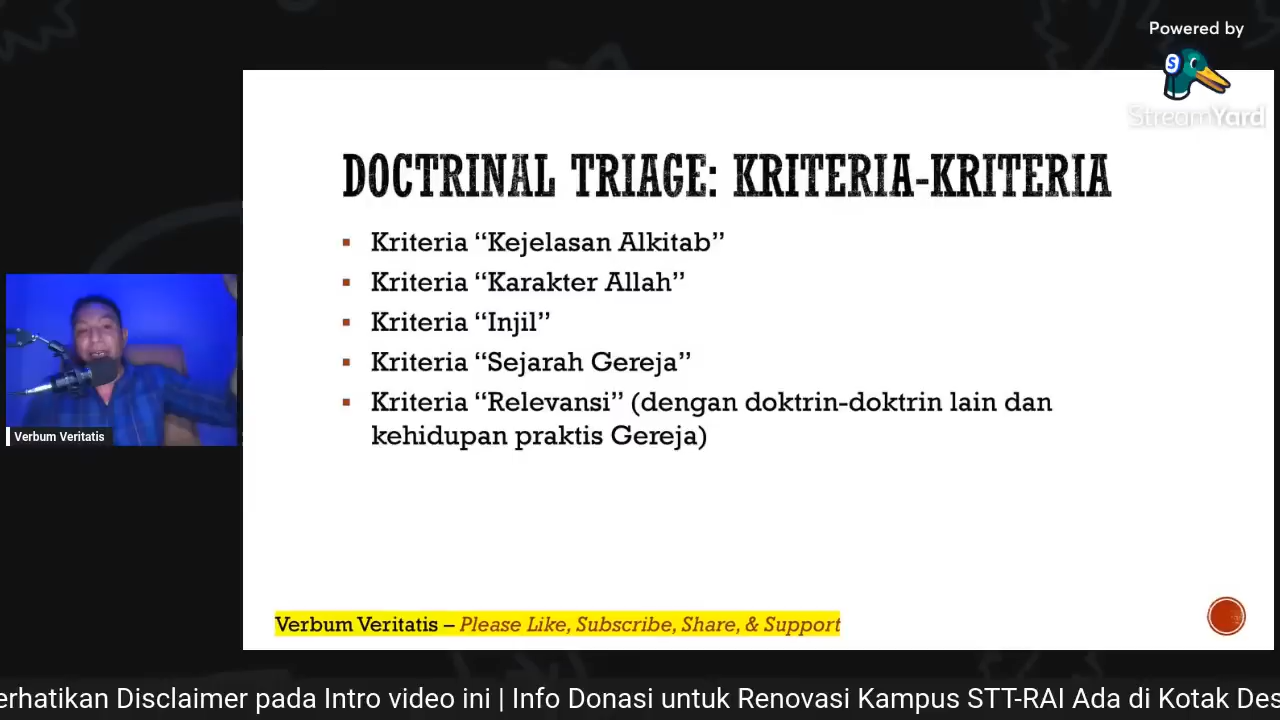 Powered by
StreamYard
DOCTRINAL TRIAGE: KRITERIA-KRITERIA
▪ Kriteria “Kejelasan Alkitab”
▪ Kriteria “Karakter Allah”
▪ Kriteria “Injil”
▪ Kriteria “Sejarah Gereja”
▪ Kriteria “Relevansi” (dengan doktrin-doktrin lain dan
kehidupan praktis Gereja)
Verbum Veritatis
Verbum Veritatis – Please Like, Subscribe, Share, & Support
erhatikan Disclaimer pada Intro video ini | Info Donasi untuk Renovasi Kampus STT-RAI Ada di Kotak Des